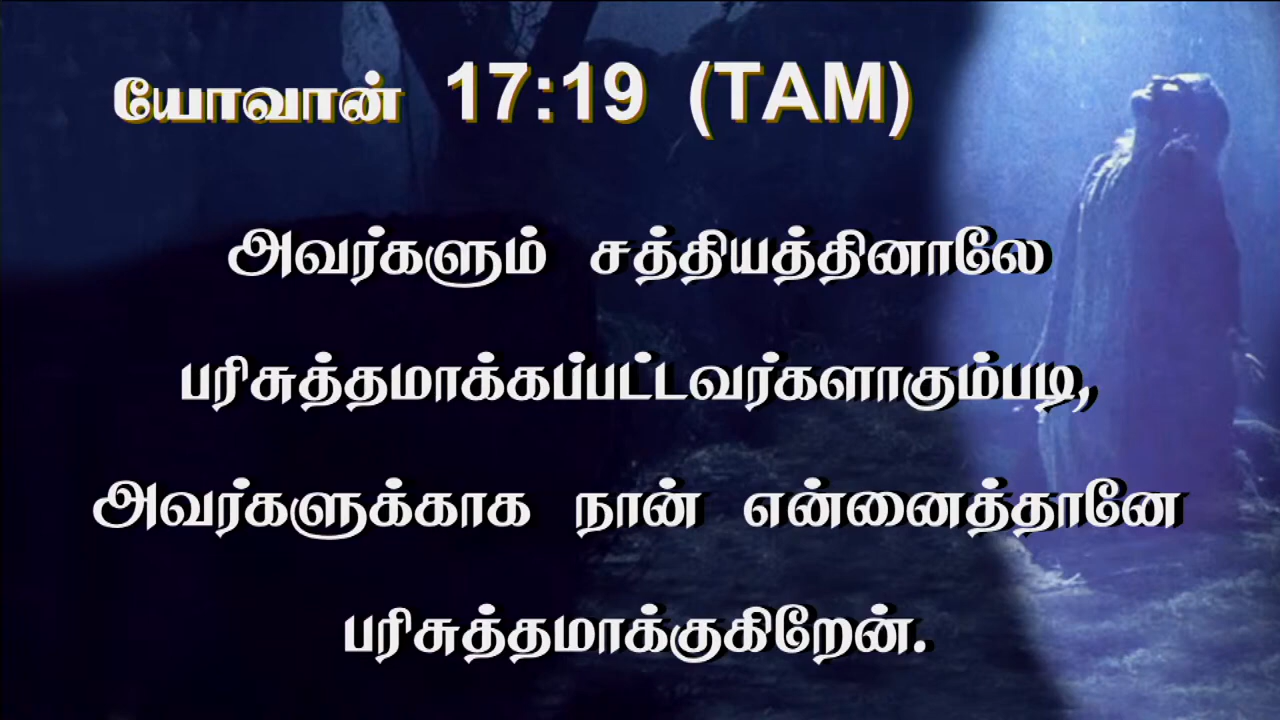 யோவான் 17:19 (TAM)
அவர்களும் சத்தியத்தினாலே
பரிசுத்தமாக்கப்பட்டவர்களாகும்படி,
அவர்களுக்காக நான் என்னைத்தானே
பரிசுத்தமாக்குகிறேன்.